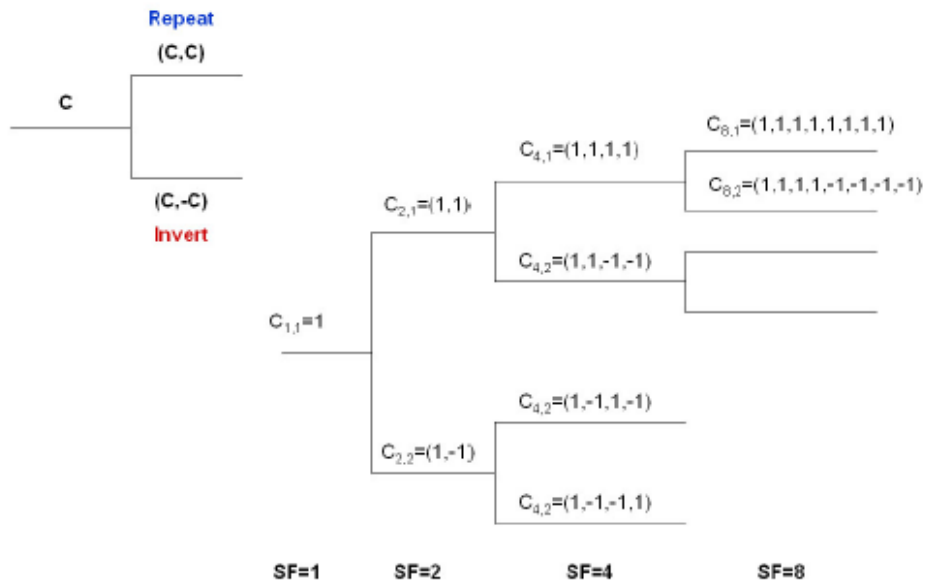 Repeat
(C,C)
C
(C,-C)
Invert
C1,1=1
C2,1=(1,1)
C2,2=(1,-1)
C4,1=(1,1,1,1)
C4,2=(1,1,-1,-1)
C4,2=(1,-1,1,-1)
C4,2=(1,-1,-1,1)
C8,1=(1,1,1,1,1,1,1,1)
C8,2=(1,1,1,1,-1,-1,-1,-1)
SF=1 SF=2 SF=4 SF=8